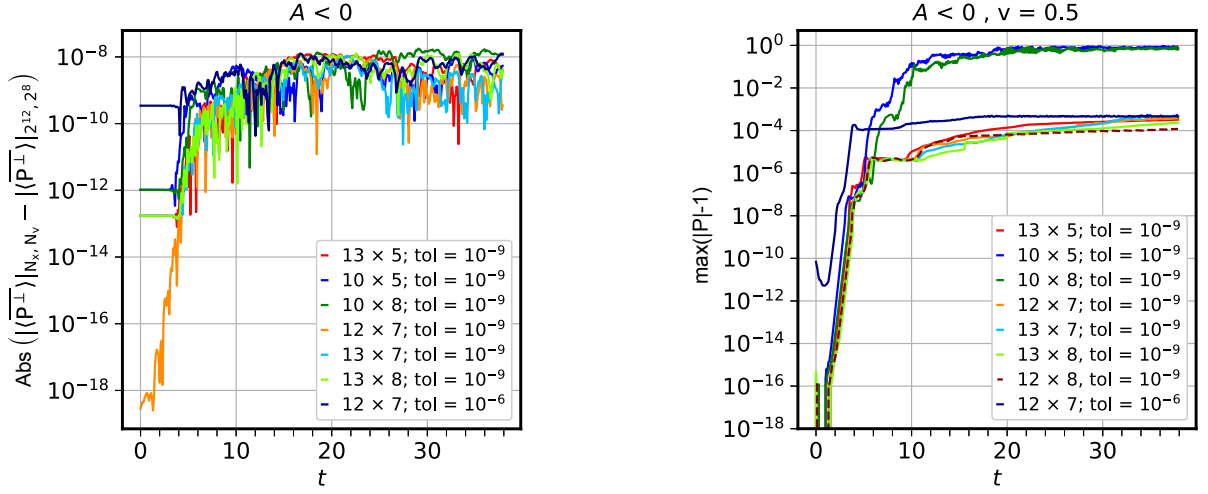 A < 0
Abs (|⟨P⊥⟩|Nx, Nv − |⟨P⊥⟩|2^12, 2^8)
10^−8
10^−10
10^−12
10^−14
10^−16
10^−18
13 × 5; tol = 10^−9
10 × 5; tol = 10^−9
10 × 8; tol = 10^−9
12 × 7; tol = 10^−9
13 × 7; tol = 10^−9
13 × 8; tol = 10^−9
12 × 7; tol = 10^−6
0 10 20 30
t
A < 0 , v = 0.5
max(|P|-1)
10^0
10^−2
10^−4
10^−6
10^−8
10^−10
10^−12
10^−14
10^−16
10^−18
13 × 5; tol = 10^−9
10 × 5; tol = 10^−9
10 × 8; tol = 10^−9
12 × 7; tol = 10^−9
13 × 7; tol = 10^−9
13 × 8, tol = 10^−9
12 × 8, tol = 10^−9
12 × 7; tol = 10^−6
0 10 20 30
t